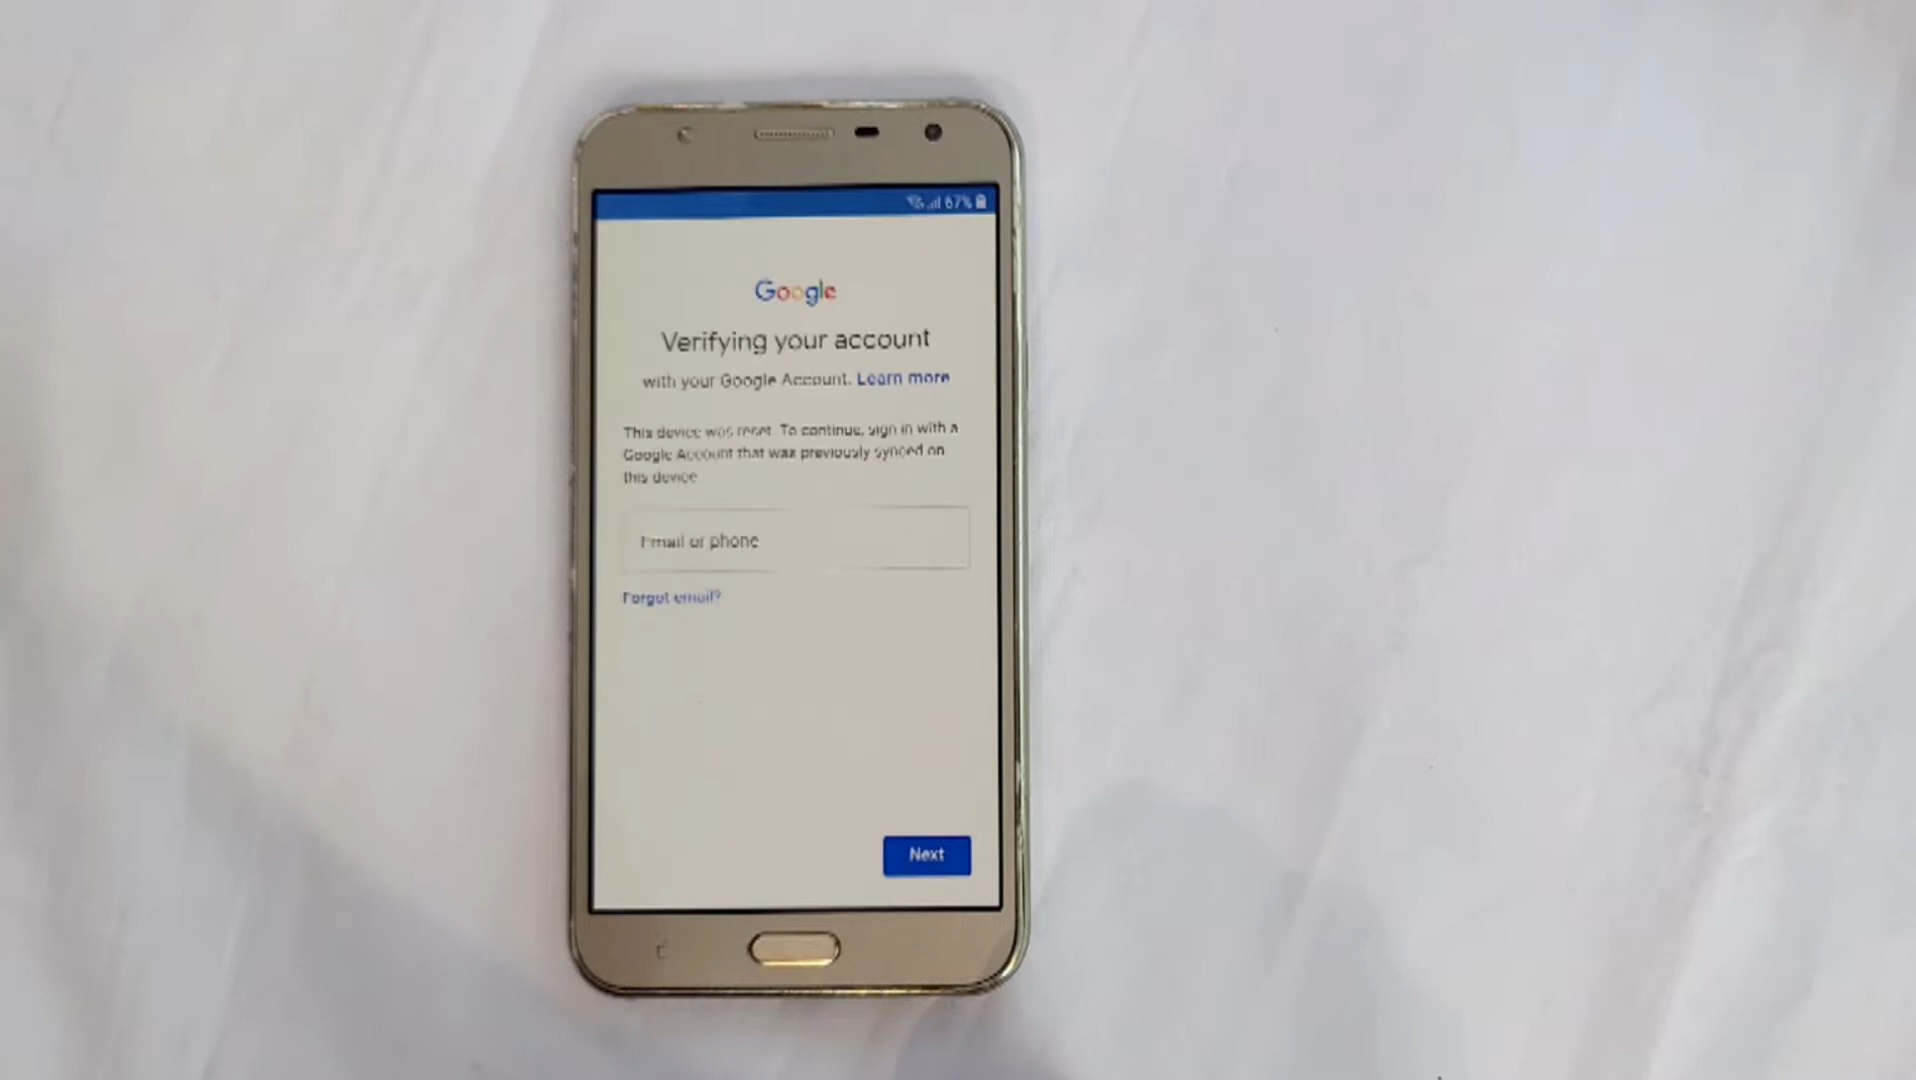 67%
Google
Verifying your account
with your Google Account. Learn more
This device was reset. To continue, sign in with a
Google Account that was previously synced on
this device
Email or phone
Forgot email?
Next